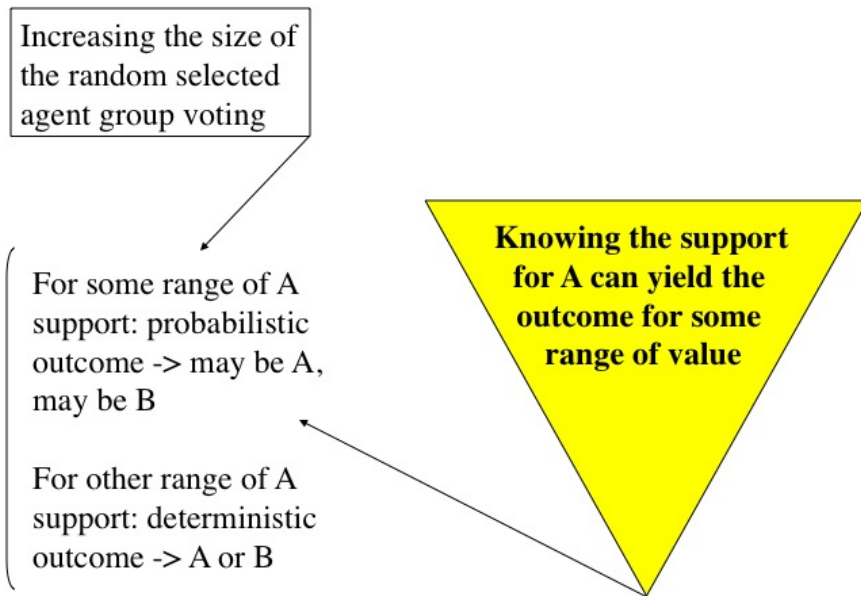 Increasing the size of
the random selected
agent group voting
For some range of A
support: probabilistic
outcome -> may be A,
may be B
For other range of A
support: deterministic
outcome -> A or B
Knowing the support
for A can yield the
outcome for some
range of value